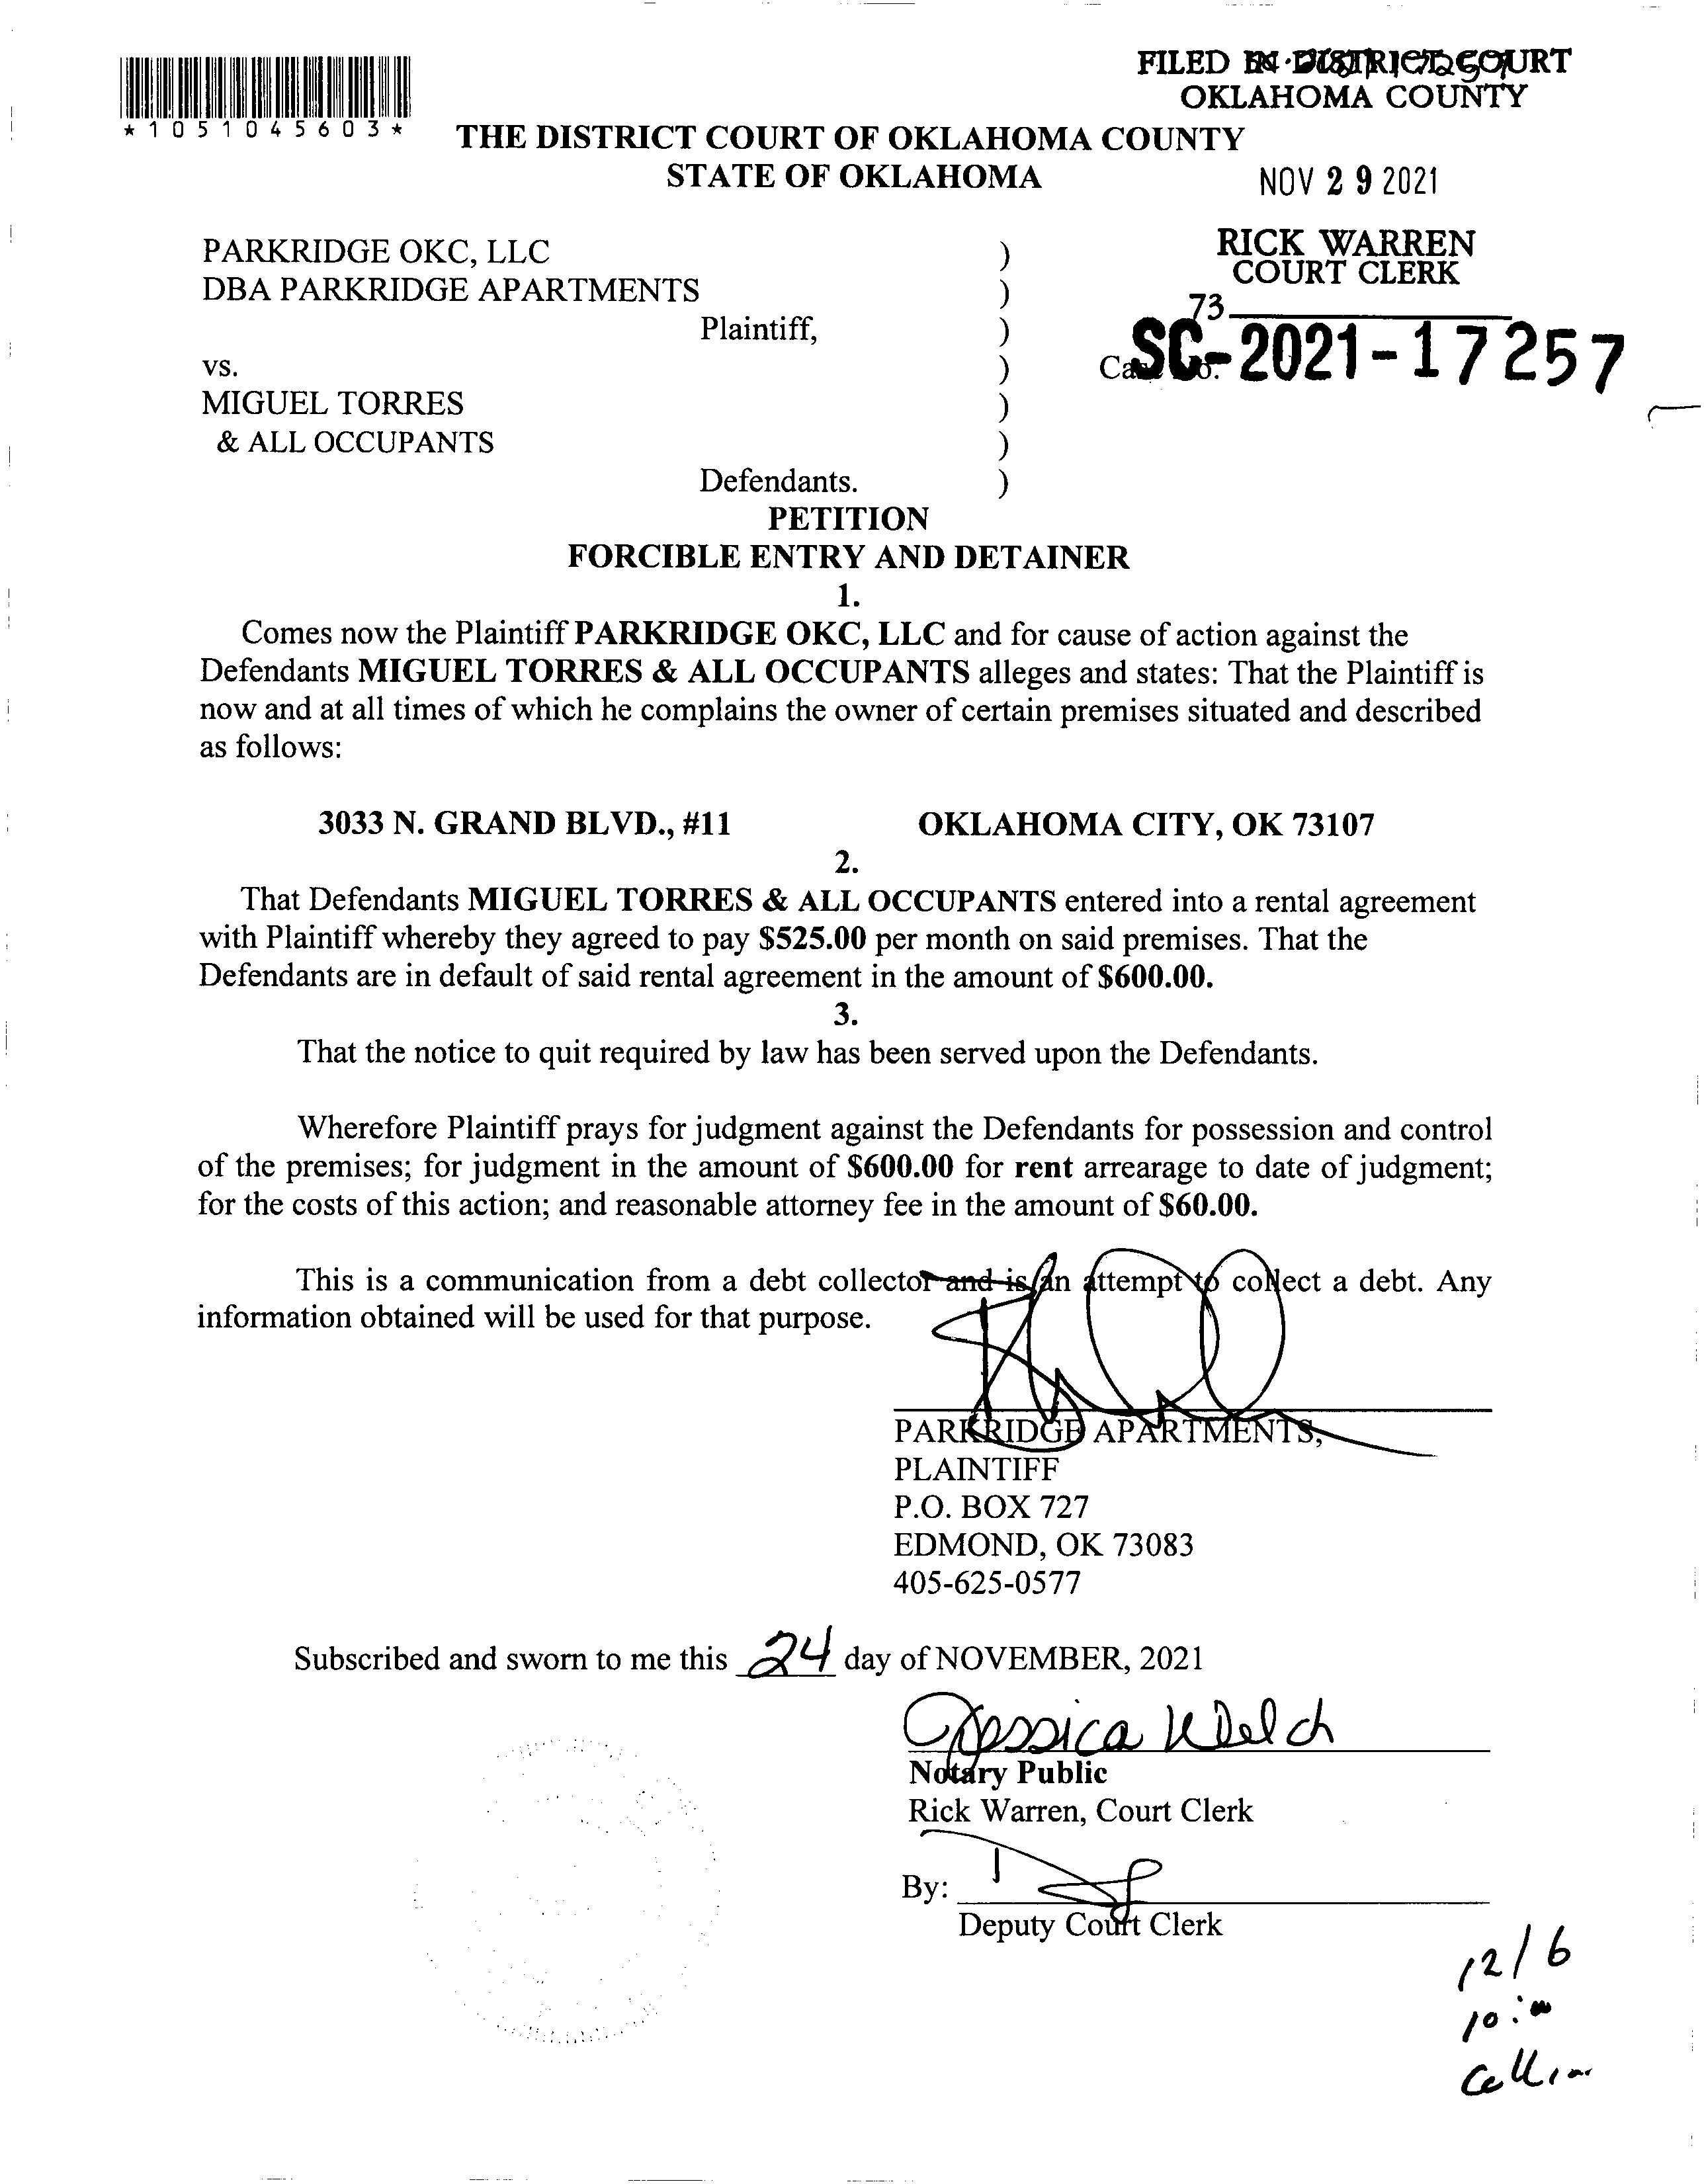 FILED IN DISTRICT COURT
OKLAHOMA COUNTY
*1051045603*
THE DISTRICT COURT OF OKLAHOMA COUNTY
STATE OF OKLAHOMA
NOV 29 2021
PARKRIDGE OKC, LLC )
DBA PARKRIDGE APARTMENTS )
Plaintiff, )
vs. )
MIGUEL TORRES )
& ALL OCCUPANTS )
Defendants. )
RICK WARREN
COURT CLERK
73
Case No. SC-2021-17257
PETITION
FORCIBLE ENTRY AND DETAINER
1.
Comes now the Plaintiff PARKRIDGE OKC, LLC and for cause of action against the
Defendants MIGUEL TORRES & ALL OCCUPANTS alleges and states: That the Plaintiff is
now and at all times of which he complains the owner of certain premises situated and described
as follows:
3033 N. GRAND BLVD., #11 OKLAHOMA CITY, OK 73107
2.
That Defendants MIGUEL TORRES & ALL OCCUPANTS entered into a rental agreement
with Plaintiff whereby they agreed to pay $525.00 per month on said premises. That the
Defendants are in default of said rental agreement in the amount of $600.00.
3.
That the notice to quit required by law has been served upon the Defendants.
Wherefore Plaintiff prays for judgment against the Defendants for possession and control
of the premises; for judgment in the amount of $600.00 for rent arrearage to date of judgment;
for the costs of this action; and reasonable attorney fee in the amount of $60.00.
This is a communication from a debt collector and is an attempt to collect a debt. Any
information obtained will be used for that purpose.
PARKRIDGE APARTMENTS,
PLAINTIFF
P.O. BOX 727
EDMOND, OK 73083
405-625-0577
Subscribed and sworn to me this 24 day of NOVEMBER, 2021
Jessica Welch
Notary Public
Rick Warren, Court Clerk
By:
Deputy Court Clerk
12/6